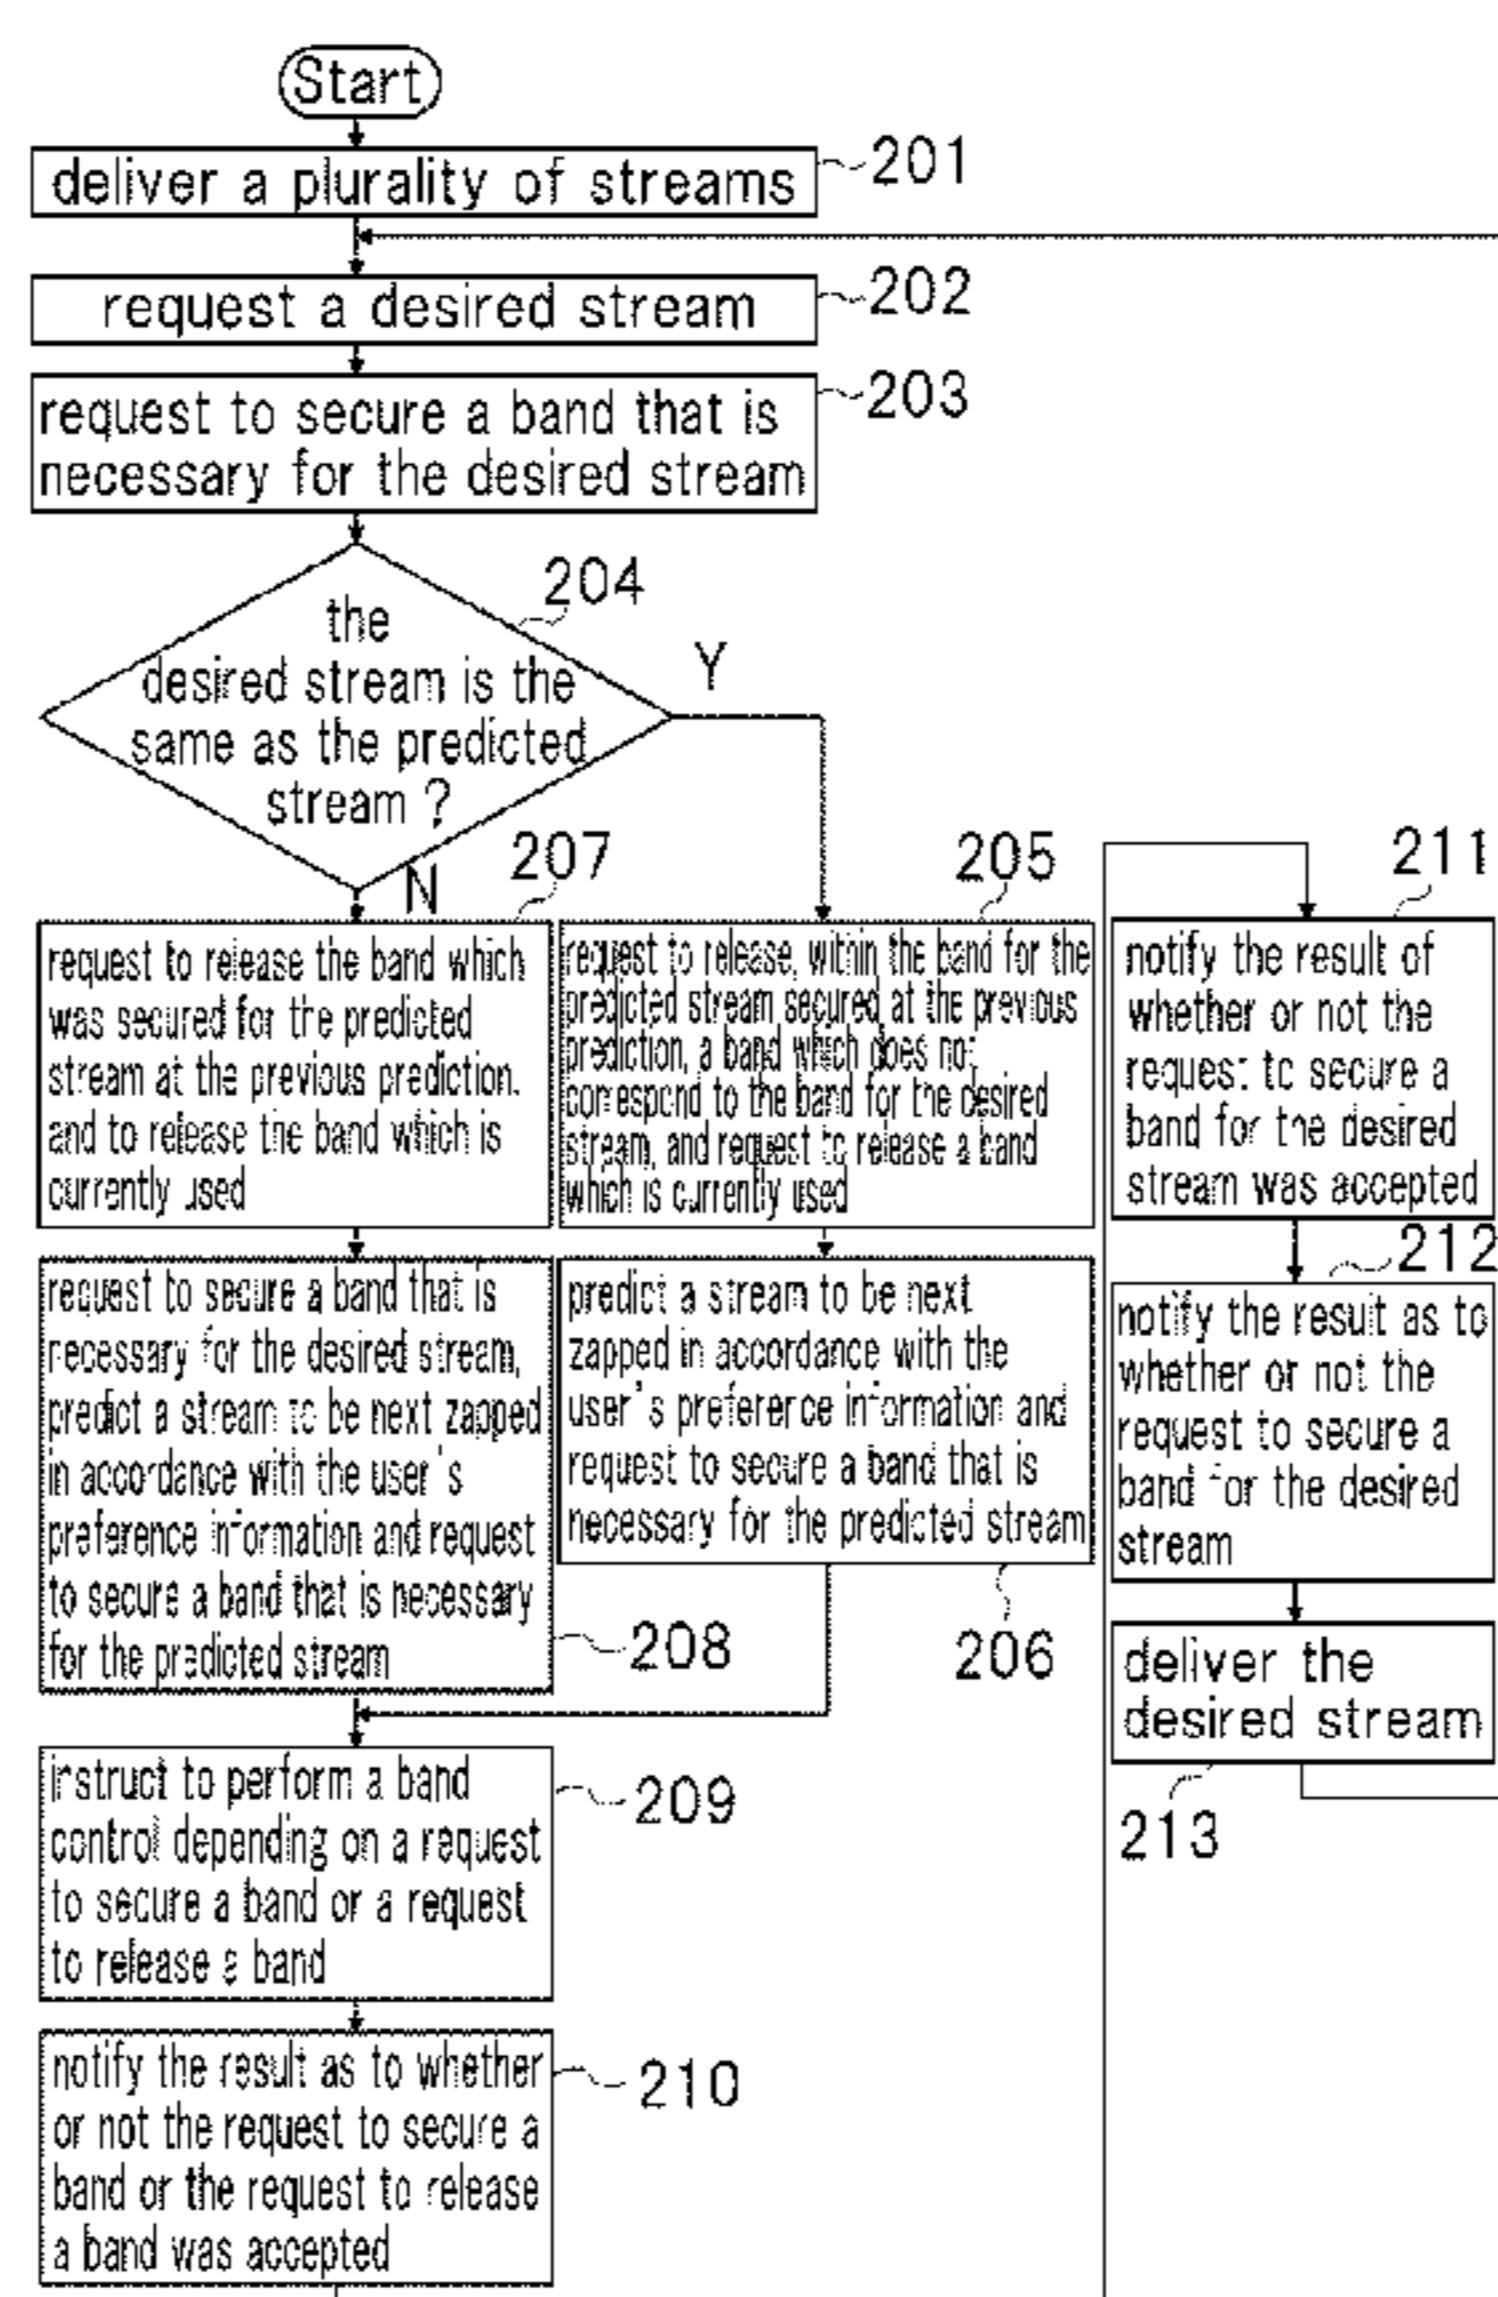 Start
deliver a plurality of streams
201
request a desired stream
202
request to secure a band that is
necessary for the desired stream
203
the
desired stream is the
same as the predicted
stream ?
204
Y
N
207
request to release the band which
was secured for the predicted
stream at the previous prediction,
and to release the band which is
currently used
205
request to release, within the band for the
predicted stream secured at the previous
prediction, a band which does not
correspond to the band for the desired
stream, and request to release a band
which is currently used
request to secure a band that is
necessary for the desired stream,
predict a stream to be next zapped
in accordance with the user's
preference information and request
to secure a band that is necessary
for the predicted stream
208
predict a stream to be next
zapped in accordance with the
user's preference information and
request to secure a band that is
necessary for the predicted stream
206
instruct to perform a band
control depending on a request
to secure a band or a request
to release a band
209
notify the result as to whether
or not the request to secure a
band or the request to release
a band was accepted
210
211
notify the result of
whether or not the
request to secure a
band for the desired
stream was accepted
212
notify the result as to
whether or not the
request to secure a
band for the desired
stream
deliver the
desired stream
213